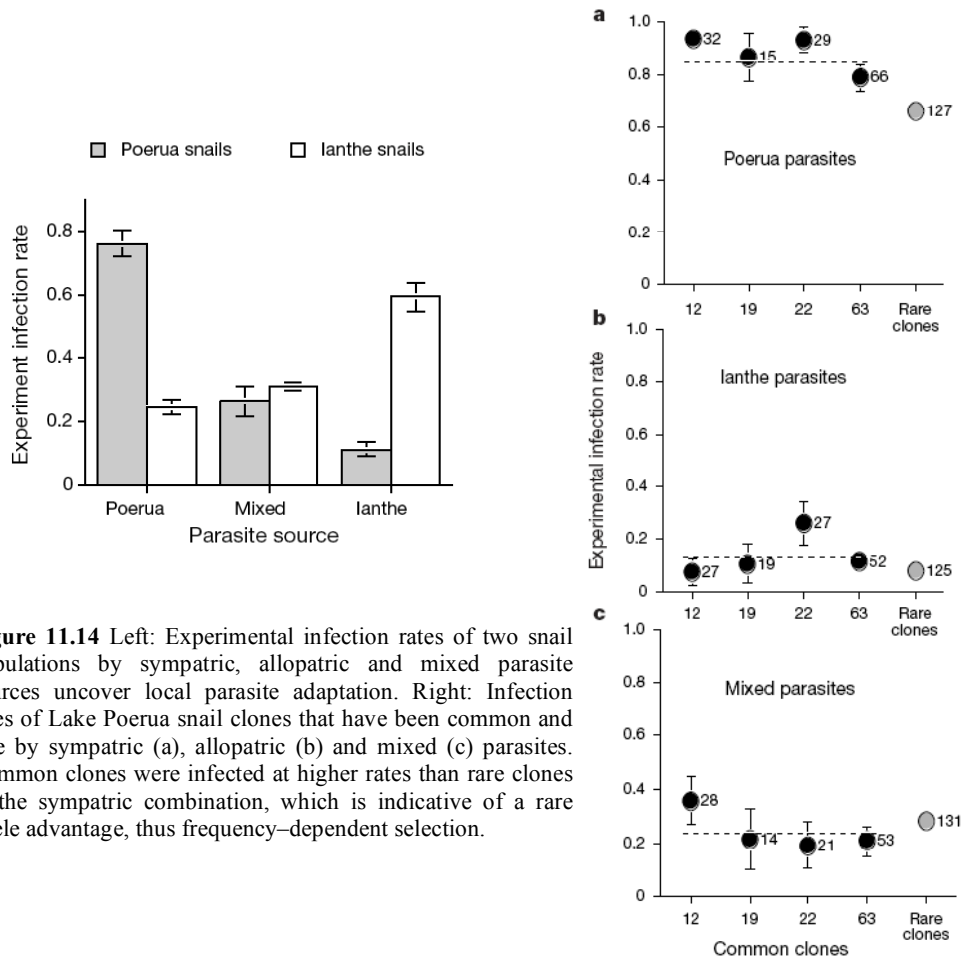 Poerua snails
Ianthe snails
Experiment infection rate
0.8
0.6
0.4
0.2
0
Poerua
Mixed
Ianthe
Parasite source
gure 11.14 Left: Experimental infection rates of two snail
pulations by sympatric, allopatric and mixed parasite
rces uncover local parasite adaptation. Right: Infection
es of Lake Poerua snail clones that have been common and
e by sympatric (a), allopatric (b) and mixed (c) parasites.
ommon clones were infected at higher rates than rare clones
the sympatric combination, which is indicative of a rare
ele advantage, thus frequency–dependent selection.
a
1.0
0.8
0.6
0.4
0.2
0
32
15
29
66
127
Poerua parasites
12
19
22
63
Rare
clones
b
Experimental infection rate
1.0
0.8
0.6
0.4
0.2
0
Ianthe parasites
27
19
27
52
125
12
19
22
63
Rare
clones
c
1.0
0.8
0.6
0.4
0.2
0
Mixed parasites
28
14
21
53
131
12
19
22
63
Rare
clones
Common clones